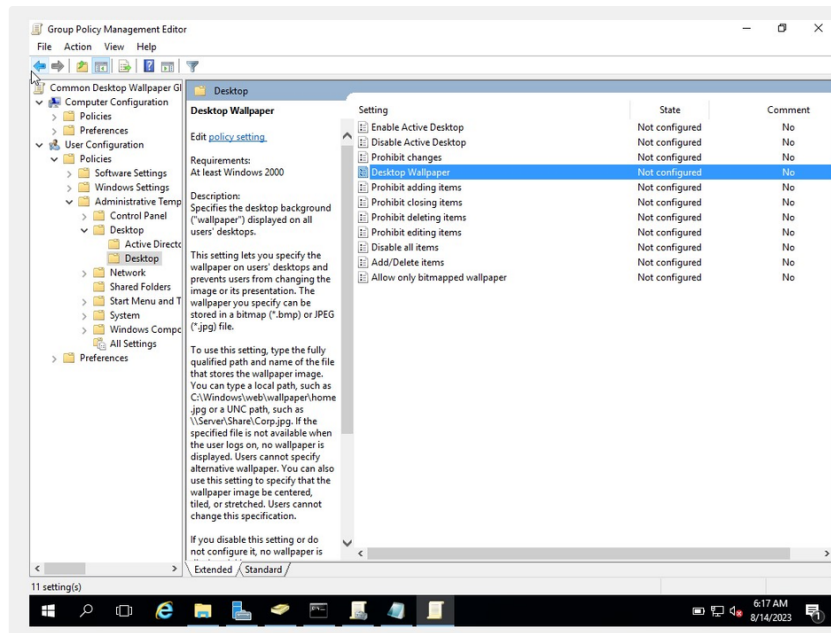 Group Policy Management Editor
File Action View Help
Common Desktop Wallpaper GI
Computer Configuration
Policies
Preferences
User Configuration
Policies
Software Settings
Windows Settings
Administrative Temp
Control Panel
Desktop
Active Directo
Desktop
Network
Shared Folders
Start Menu and T
System
Windows Compo
All Settings
Preferences
Desktop
Desktop Wallpaper
Edit policy setting
Requirements:
At least Windows 2000
Description:
Specifies the desktop background
("wallpaper") displayed on all
users' desktops.
This setting lets you specify the
wallpaper on users' desktops and
prevents users from changing the
image or its presentation. The
wallpaper you specify can be
stored in a bitmap (*.bmp) or JPEG
(*.jpg) file.
To use this setting, type the fully
qualified path and name of the file
that stores the wallpaper image.
You can type a local path, such as
C:\Windows\web\wallpaper\home
.jpg or a UNC path, such as
\\Server\Share\Corp.jpg. If the
specified file is not available when
the user logs on, no wallpaper is
displayed. Users cannot specify
alternative wallpaper. You can also
use this setting to specify that the
wallpaper image be centered,
tiled, or stretched. Users cannot
change this specification.
If you disable this setting or do
not configure it, no wallpaper is
Setting State Comment
Enable Active Desktop Not configured No
Disable Active Desktop Not configured No
Prohibit changes Not configured No
Desktop Wallpaper Not configured No
Prohibit adding items Not configured No
Prohibit closing items Not configured No
Prohibit deleting items Not configured No
Prohibit editing items Not configured No
Disable all items Not configured No
Add/Delete items Not configured No
Allow only bitmapped wallpaper Not configured No
Extended Standard
11 setting(s)
6:17 AM
8/14/2023